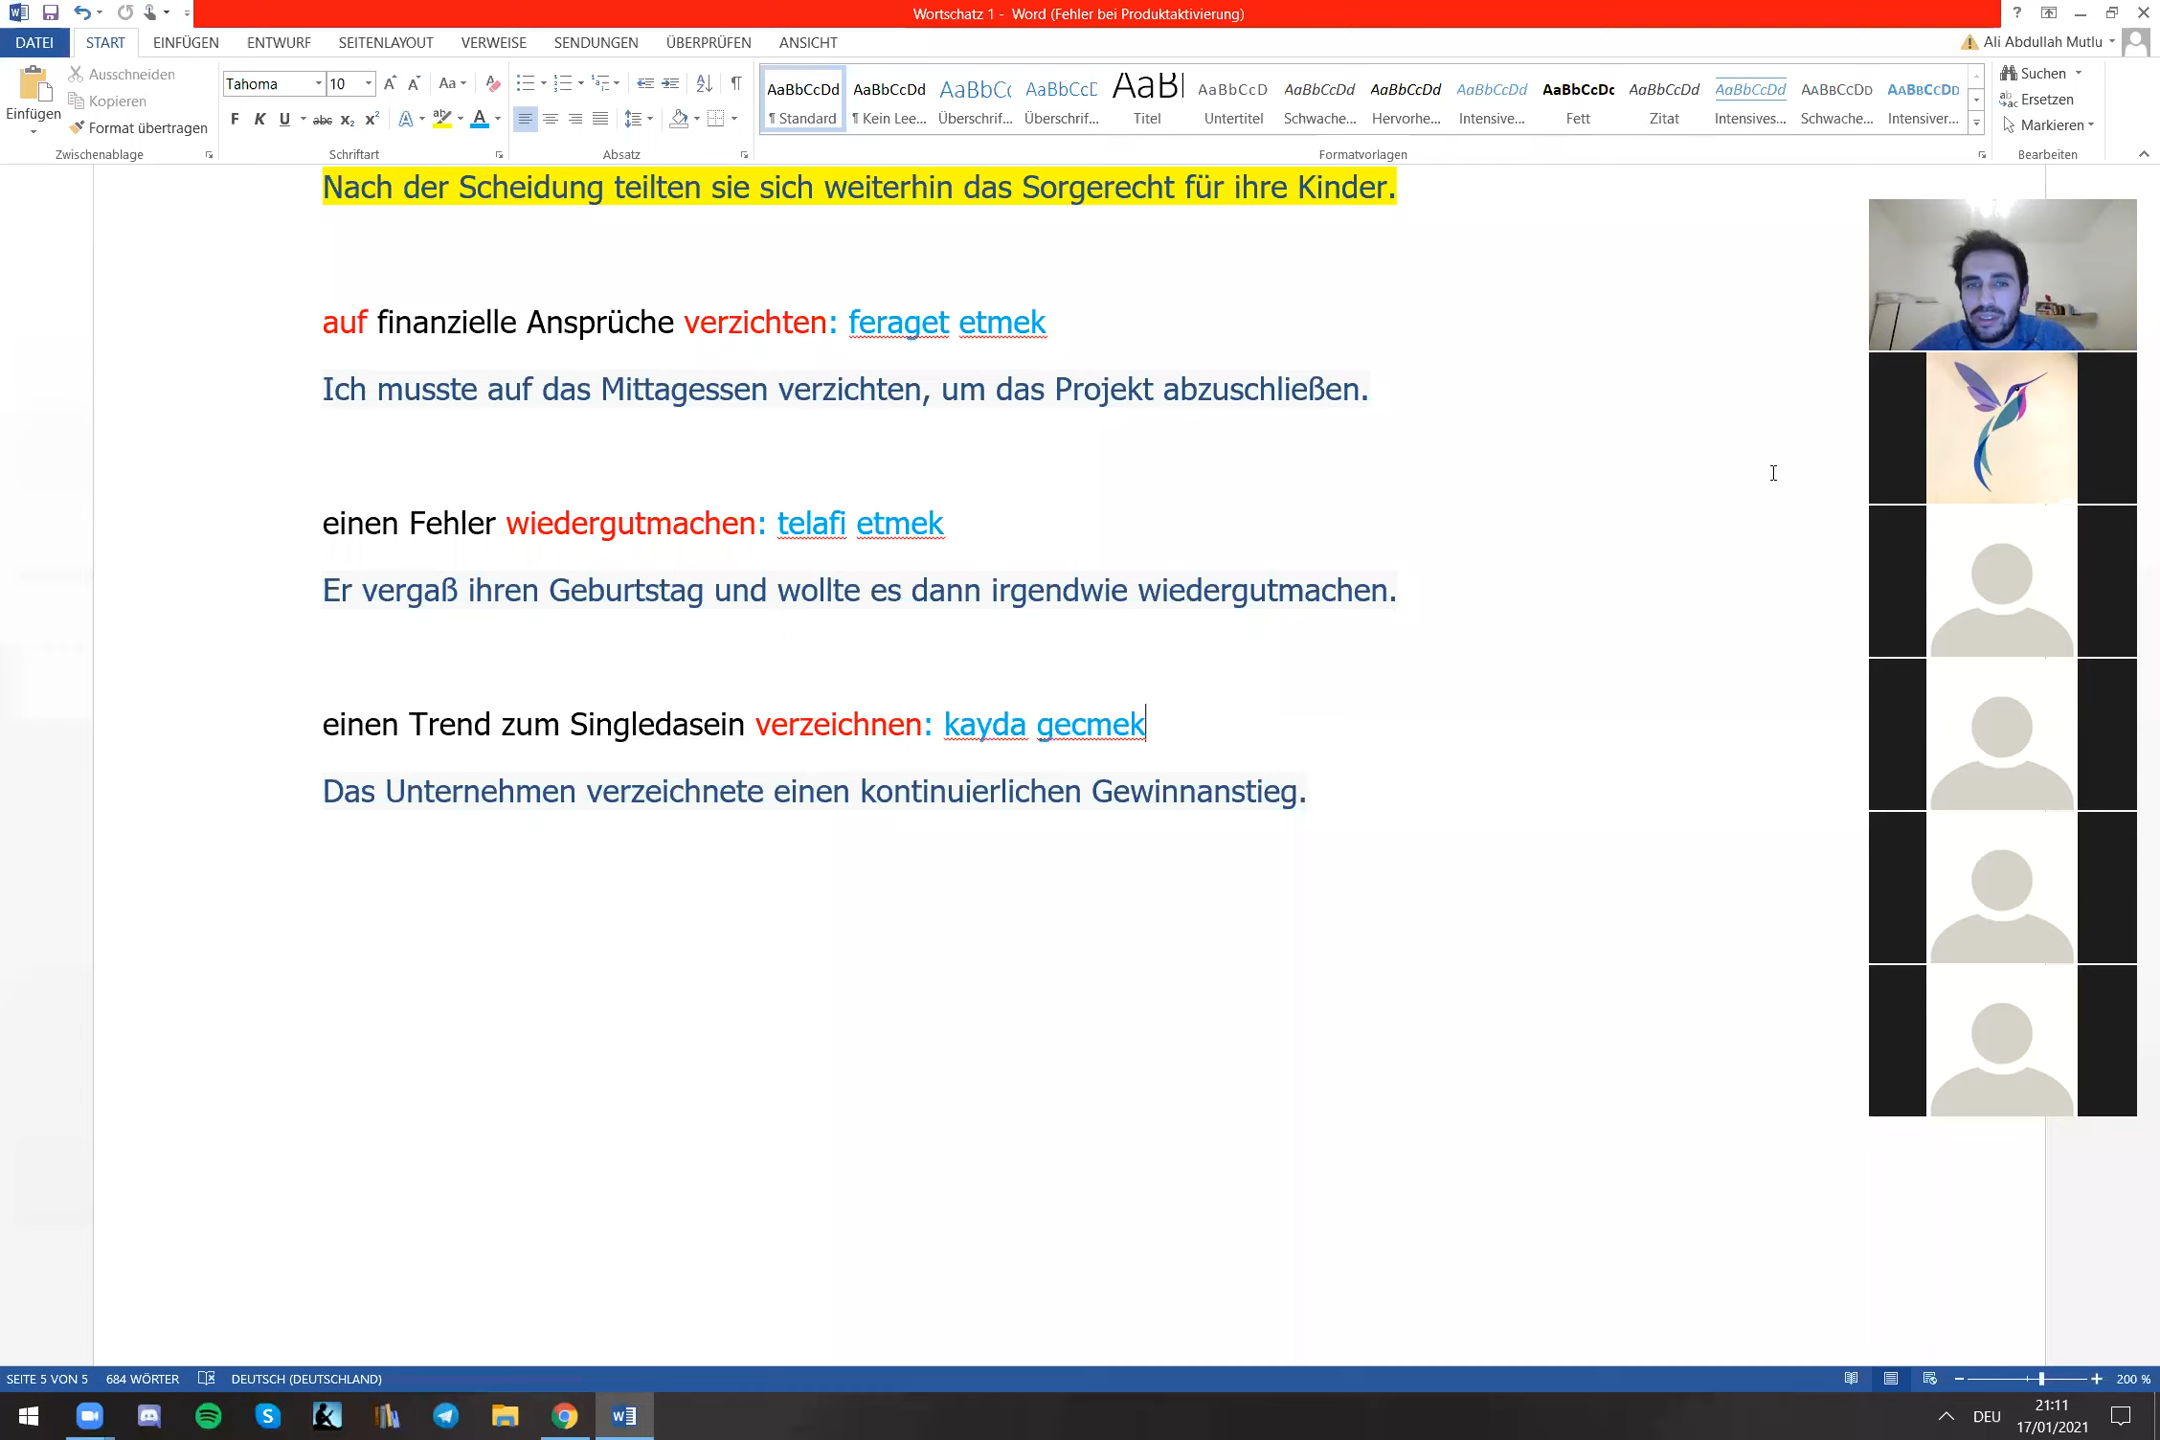 Wortschatz 1 - Word (Fehler bei Produktaktivierung)
DATEI START EINFÜGEN ENTWURF SEITENLAYOUT VERWEISE SENDUNGEN ÜBERPRÜFEN ANSICHT Ali Abdullah Mutlu
Einfügen
Ausschneiden
Kopieren
Format übertragen
Zwischenablage
Tahoma 10
F K U abc x₂ x²
Schriftart
Absatz
AaBbCcDd AaBbCcDd AaBbCc AaBbCcD AaBl AaBbCcD AaBbCcDd AaBbCcDd AaBbCcDd AaBbCcDc AaBbCcDd AaBbCcDd AaBbCcDd AaBbCcDd
¶ Standard ¶ Kein Lee... Überschrif... Überschrif... Titel Untertitel Schwache... Hervorhe... Intensive... Fett Zitat Intensives... Schwache... Intensiver...
Formatvorlagen
Suchen
Ersetzen
Markieren
Bearbeiten
Nach der Scheidung teilten sie sich weiterhin das Sorgerecht für ihre Kinder.
auf finanzielle Ansprüche verzichten: feraget etmek
Ich musste auf das Mittagessen verzichten, um das Projekt abzuschließen.
einen Fehler wiedergutmachen: telafi etmek
Er vergaß ihren Geburtstag und wollte es dann irgendwie wiedergutmachen.
einen Trend zum Singledasein verzeichnen: kayda gecmek
Das Unternehmen verzeichnete einen kontinuierlichen Gewinnanstieg.
SEITE 5 VON 5 684 WÖRTER DEUTSCH (DEUTSCHLAND) 200 %
DEU
21:11
17/01/2021